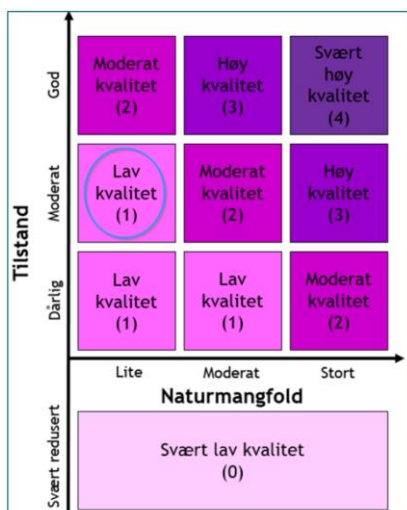 Tilstand
God
Moderat
kvalitet
(2)
Høy
kvalitet
(3)
Svært
høy
kvalitet
(4)
Moderat
Lav
kvalitet
(1)
Moderat
kvalitet
(2)
Høy
kvalitet
(3)
Dårlig
Lav
kvalitet
(1)
Lav
kvalitet
(1)
Moderat
kvalitet
(2)
Lite
Moderat
Stort
Naturmangfold
Svært redusert
Svært lav kvalitet
(0)